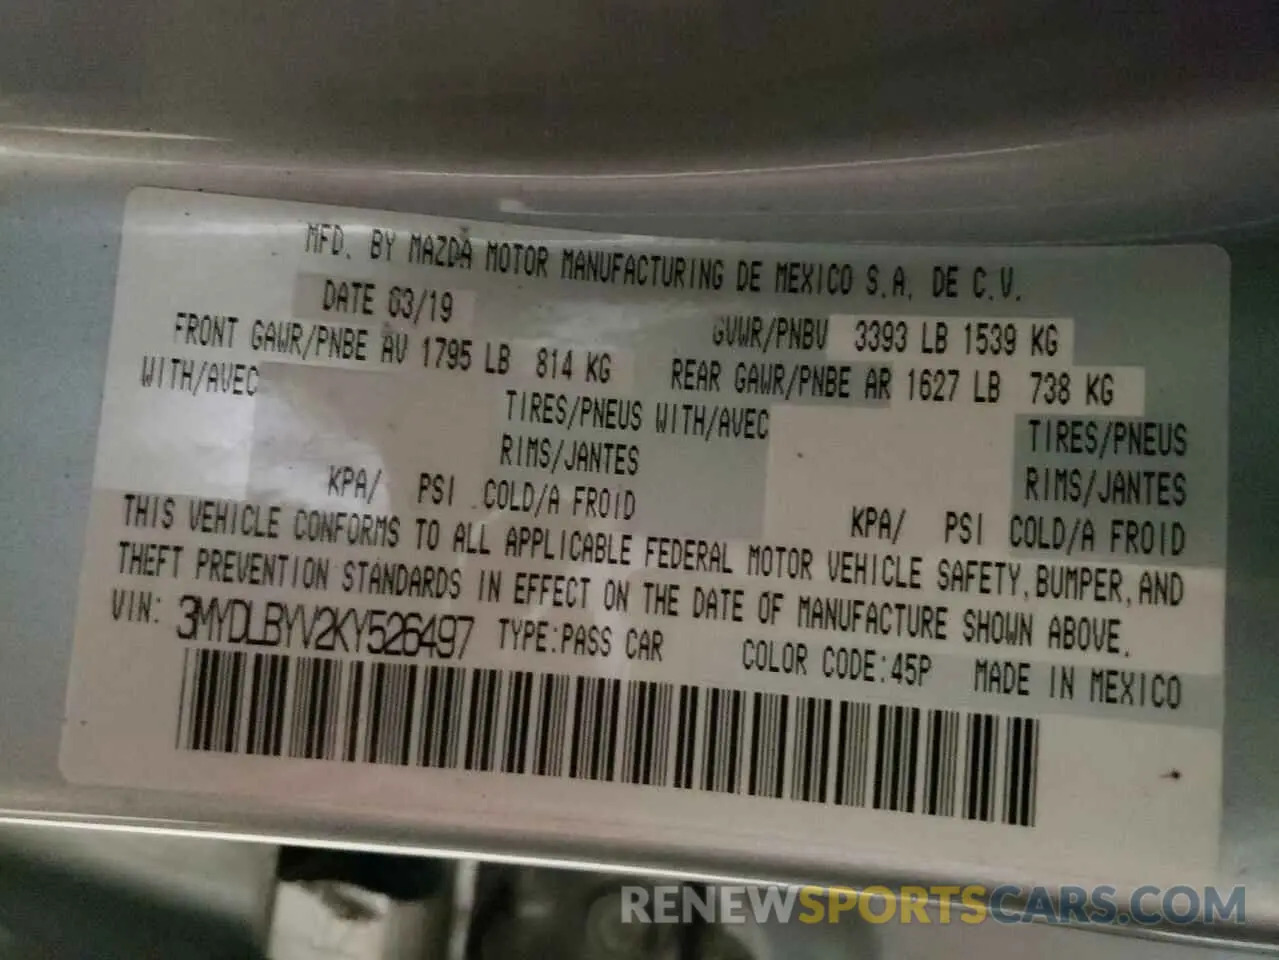 MFD. BY MAZDA MOTOR MANUFACTURING DE MEXICO S.A. DE C.V.
DATE 03/19 GVWR/PNBV 3393 LB 1539 KG
FRONT GAWR/PNBE AV 1795 LB 814 KG REAR GAWR/PNBE AR 1627 LB 738 KG
WITH/AVEC TIRES/PNEUS WITH/AVEC TIRES/PNEUS
RIMS/JANTES RIMS/JANTES
KPA/ PSI COLD/A FROID KPA/ PSI COLD/A FROID
THIS VEHICLE CONFORMS TO ALL APPLICABLE FEDERAL MOTOR VEHICLE SAFETY, BUMPER, AND
THEFT PREVENTION STANDARDS IN EFFECT ON THE DATE OF MANUFACTURE SHOWN ABOVE.
VIN: 3MYDLBYV2KY526497 TYPE:PASS CAR COLOR CODE:45P MADE IN MEXICO
RENEWSPORTSCARS.COM